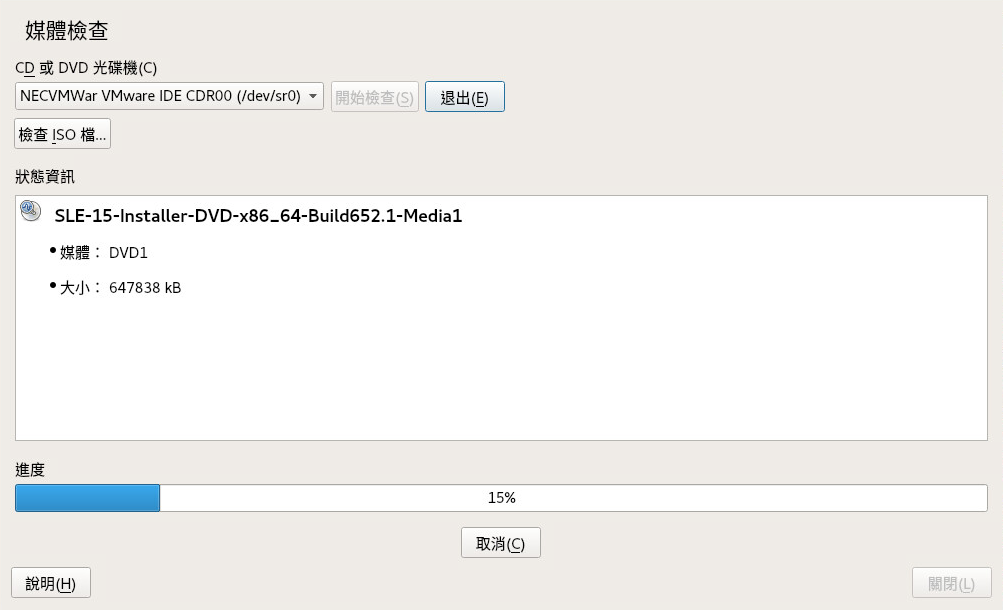 媒體檢查
CD 或 DVD 光碟機(C)
NECVMWar VMware IDE CDR00 (/dev/sr0) 開始檢查(S) 退出(E)
檢查 ISO 檔...
狀態資訊
SLE-15-Installer-DVD-x86_64-Build652.1-Media1
• 媒體： DVD1
• 大小： 647838 kB
進度
15%
取消(C)
說明(H) 關閉(L)